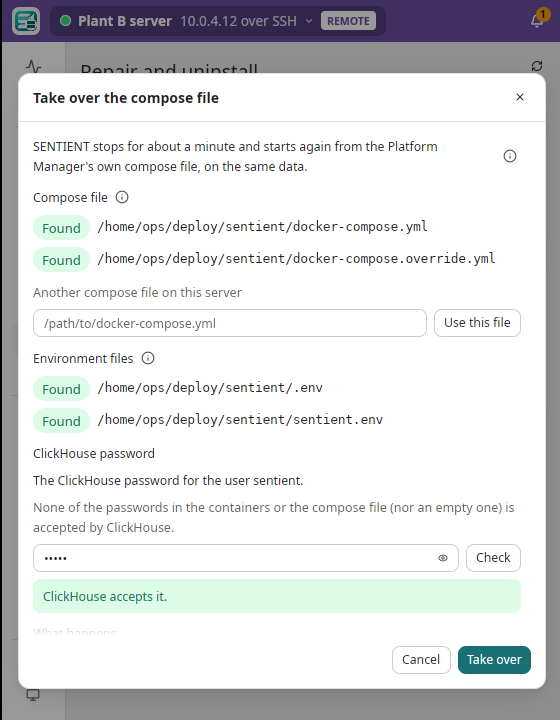 Plant B server 10.0.4.12 over SSH REMOTE
1
Repair and uninstall
Take over the compose file
SENTIENT stops for about a minute and starts again from the Platform
Manager's own compose file, on the same data.
Compose file
Found /home/ops/deploy/sentient/docker-compose.yml
Found /home/ops/deploy/sentient/docker-compose.override.yml
Another compose file on this server
/path/to/docker-compose.yml Use this file
Environment files
Found /home/ops/deploy/sentient/.env
Found /home/ops/deploy/sentient/sentient.env
ClickHouse password
The ClickHouse password for the user sentient.
None of the passwords in the containers or the compose file (nor an empty one) is
accepted by ClickHouse.
••••• Check
ClickHouse accepts it.
What happens
Cancel Take over